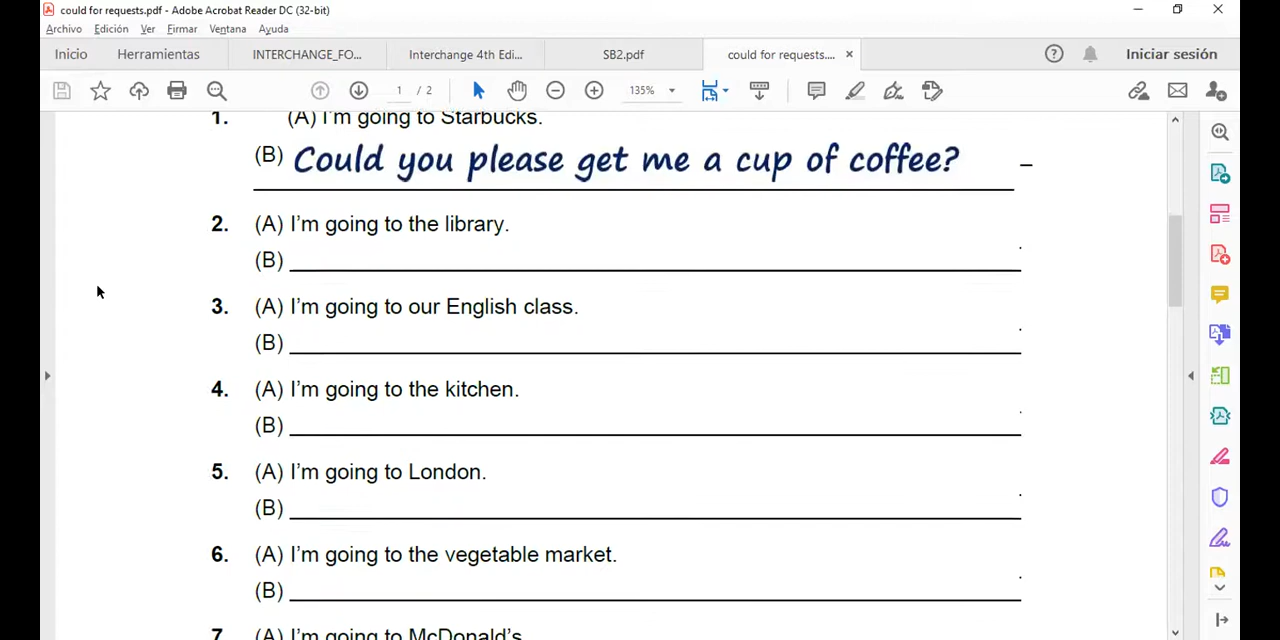 could for requests.pdf - Adobe Acrobat Reader DC (32-bit)
Archivo Edición Ver Firmar Ventana Ayuda
Inicio Herramientas INTERCHANGE_FO... Interchange 4th Edi... SB2.pdf could for requests.... × Iniciar sesión
1 / 2 135%
1. (A) I'm going to Starbucks.
(B) Could you please get me a cup of coffee?
2. (A) I'm going to the library.
(B)
3. (A) I'm going to our English class.
(B)
4. (A) I'm going to the kitchen.
(B)
5. (A) I'm going to London.
(B)
6. (A) I'm going to the vegetable market.
(B)
7. (A) I'm going to McDonald's.